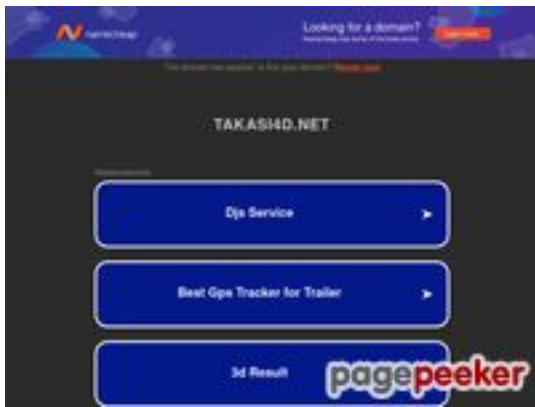 namecheap
Looking for a domain?
TAKASI4D.NET
Djs Service
Best Gps Tracker for Trailer
3d Result
pagepeeker